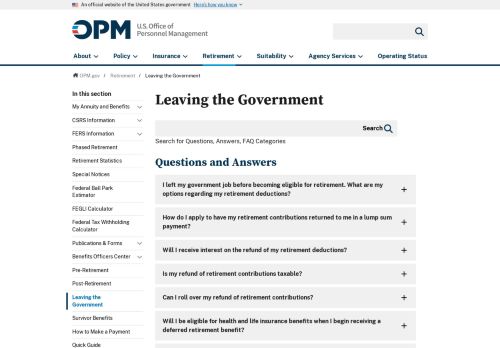 An official website of the United States government Here's how you know
OPM U.S. Office of
Personnel Management
About Policy Insurance Retirement Suitability Agency Services Operating Status
OPM.gov / Retirement / Leaving the Government
In this section
My Annuity and Benefits
CSRS Information
FERS Information
Phased Retirement
Retirement Statistics
Special Notices
Federal Ball Park
Estimator
FEGLI Calculator
Federal Tax Withholding
Calculator
Publications & Forms
Benefits Officers Center
Pre-Retirement
Post-Retirement
Leaving the
Government
Survivor Benefits
How to Make a Payment
Quick Guide
Leaving the Government
Search
Search for Questions, Answers, FAQ Categories
Questions and Answers
I left my government job before becoming eligible for retirement. What are my
options regarding my retirement deductions?
How do I apply to have my retirement contributions returned to me in a lump sum
payment?
Will I receive interest on the refund of my retirement deductions?
Is my refund of retirement contributions taxable?
Can I roll over my refund of retirement contributions?
Will I be eligible for health and life insurance benefits when I begin receiving a
deferred retirement benefit?